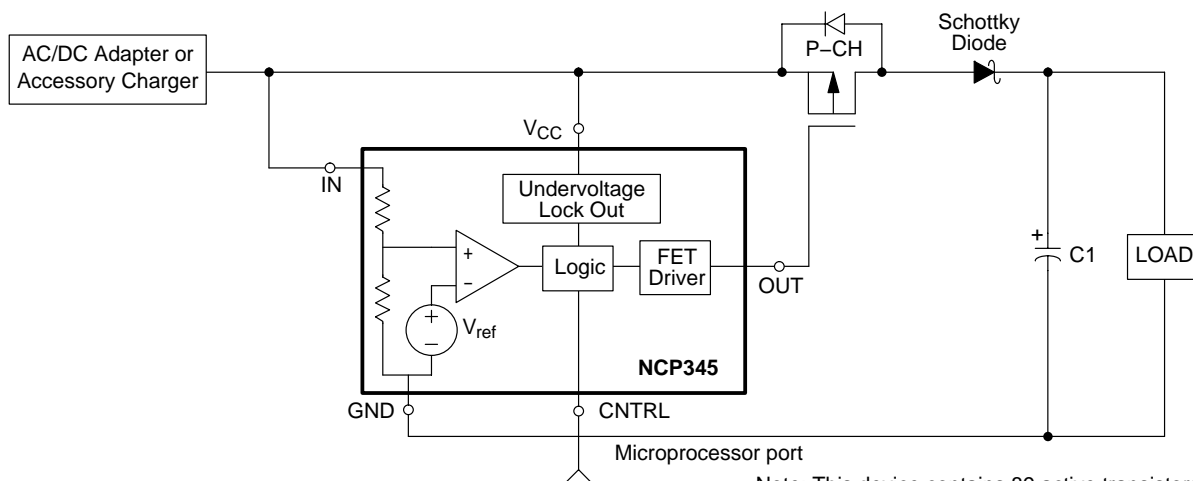 Schottky
Diode
AC/DC Adapter or
Accessory Charger
P–CH
VCC
IN
Undervoltage
Lock Out
+
–
Logic
FET
Driver
OUT
+
C1
LOAD
+
–
Vref
NCP345
GND
CNTRL
Microprocessor port